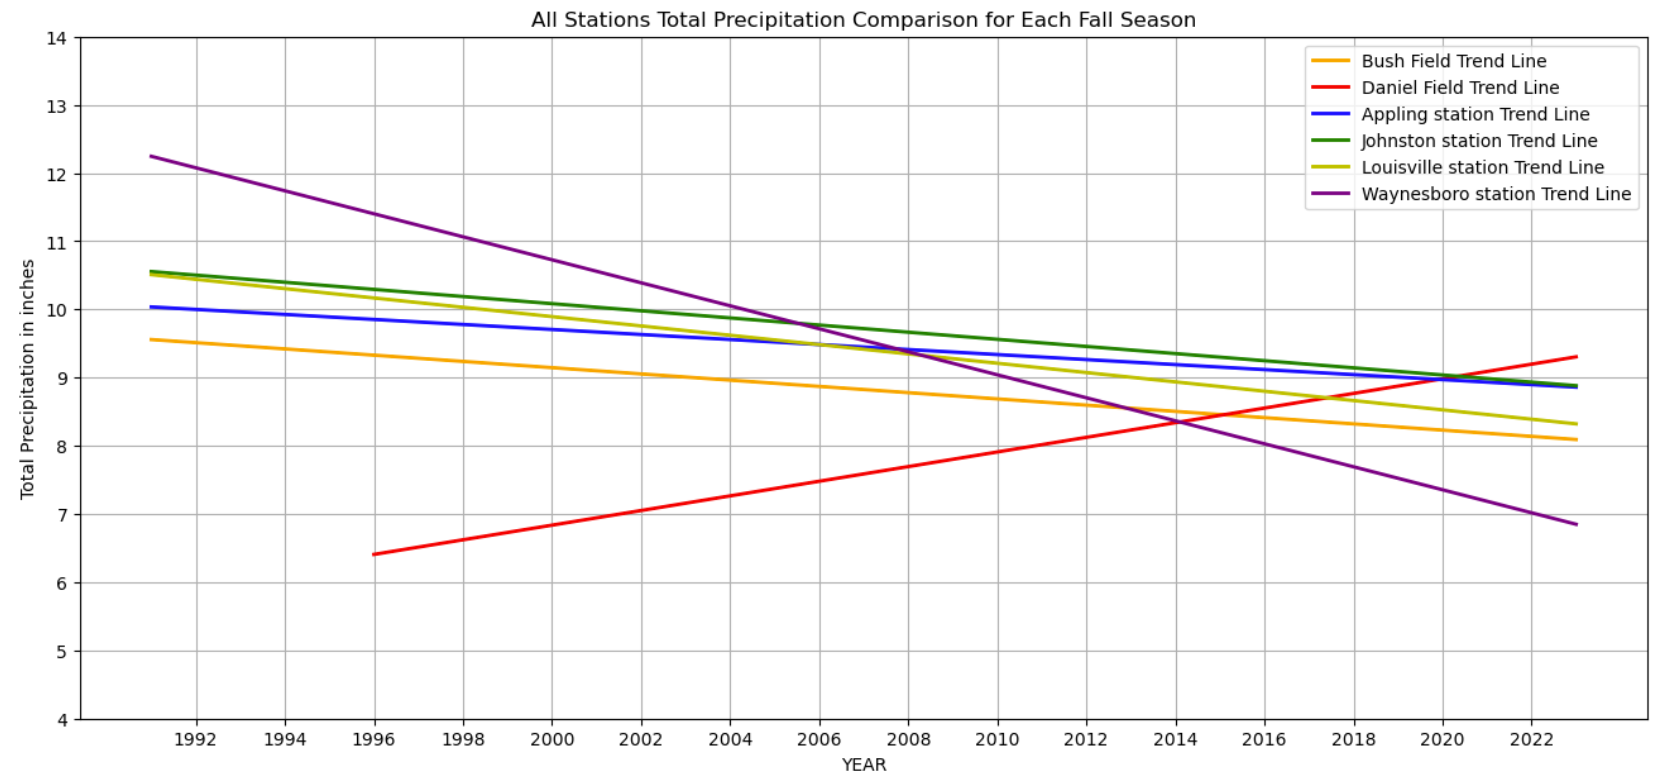 All Stations Total Precipitation Comparison for Each Fall Season
Bush Field Trend Line
Daniel Field Trend Line
Appling station Trend Line
Johnston station Trend Line
Louisville station Trend Line
Waynesboro station Trend Line
Total Precipitation in inches
14
13
12
11
10
9
8
7
6
5
4
1992 1994 1996 1998 2000 2002 2004 2006 2008 2010 2012 2014 2016 2018 2020 2022
YEAR